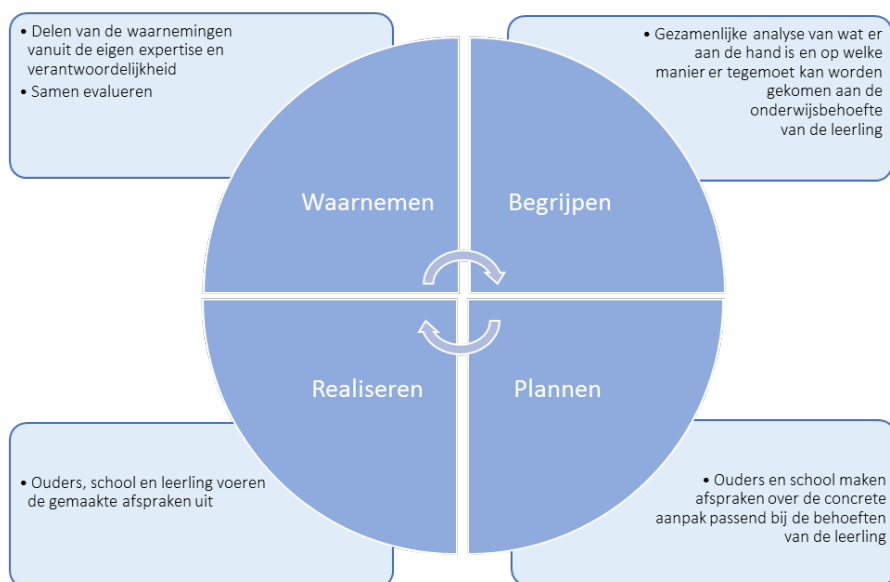 • Delen van de waarnemingen
vanuit de eigen expertise en
verantwoordelijkheid
• Samen evalueren
• Gezamenlijke analyse van wat er
aan de hand is en op welke
manier er tegemoet kan worden
gekomen aan de
onderwijsbehoefte
van de leerling
Waarnemen
Begrijpen
Realiseren
Plannen
• Ouders, school en leerling voeren
de gemaakte afspraken uit
• Ouders en school maken
afspraken over de concrete
aanpak passend bij de behoeften
van de leerling